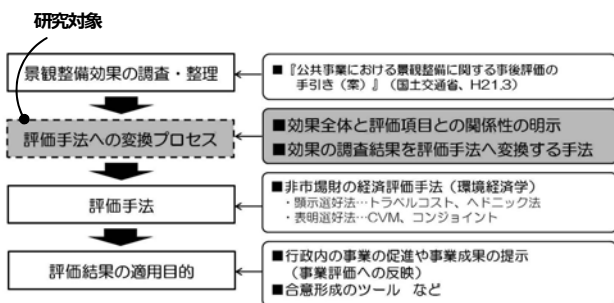 研究対象
景観整備効果の調査・整理
■『公共事業における景観整備に関する事後評価の
手引き（案）』（国土交通省、H21.3）
評価手法への変換プロセス
■効果全体と評価項目との関係性の明示
■効果の調査結果を評価手法へ変換する手法
評価手法
■非市場財の経済評価手法（環境経済学）
・顕示選好法…トラベルコスト、ヘドニック法
・表明選好法…CVM、コンジョイント
評価結果の適用目的
■行政内の事業の促進や事業成果の提示
（事業評価への反映）
■合意形成のツール　など